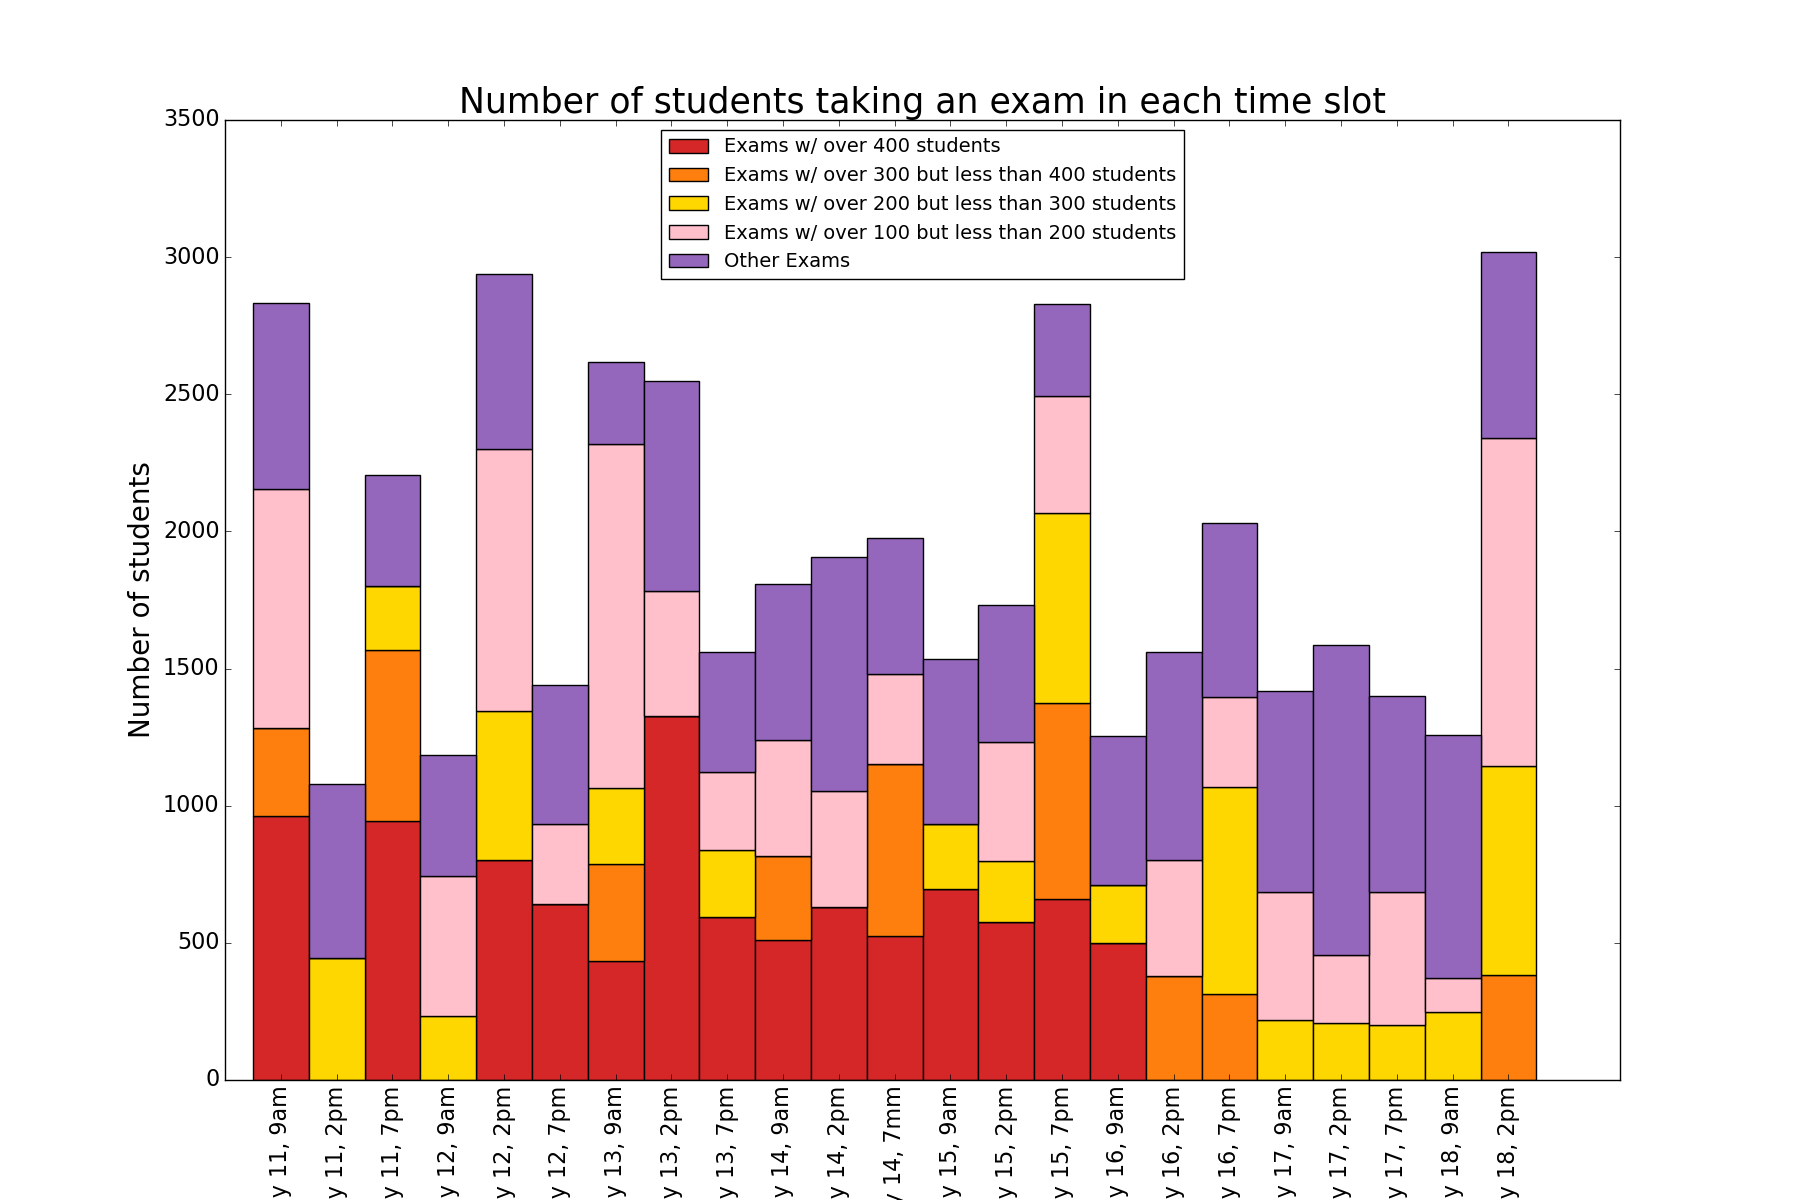 Number of students taking an exam in each time slot
Exams w/ over 400 students
Exams w/ over 300 but less than 400 students
Exams w/ over 200 but less than 300 students
Exams w/ over 100 but less than 200 students
Other Exams
Number of students
3500
3000
2500
2000
1500
1000
500
0
y 11, 9am
y 11, 2pm
y 11, 7pm
y 12, 9am
y 12, 2pm
y 12, 7pm
y 13, 9am
y 13, 2pm
y 13, 7pm
y 14, 9am
y 14, 2pm
y 14, 7mm
y 15, 9am
y 15, 2pm
y 15, 7pm
y 16, 9am
y 16, 2pm
y 16, 7pm
y 17, 9am
y 17, 2pm
y 17, 7pm
y 18, 9am
y 18, 2pm